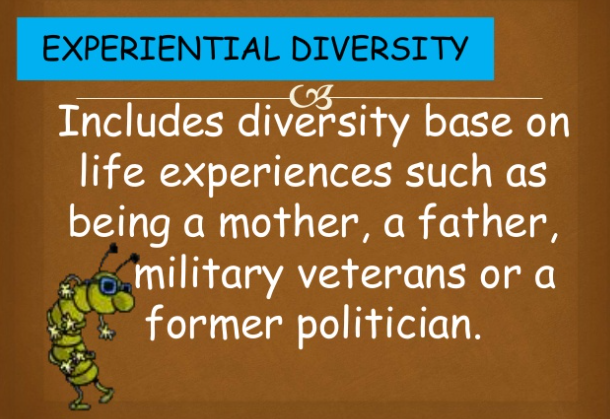 EXPERIENTIAL DIVERSITY
Includes diversity base on
life experiences such as
being a mother, a father,
military veterans or a
former politician.